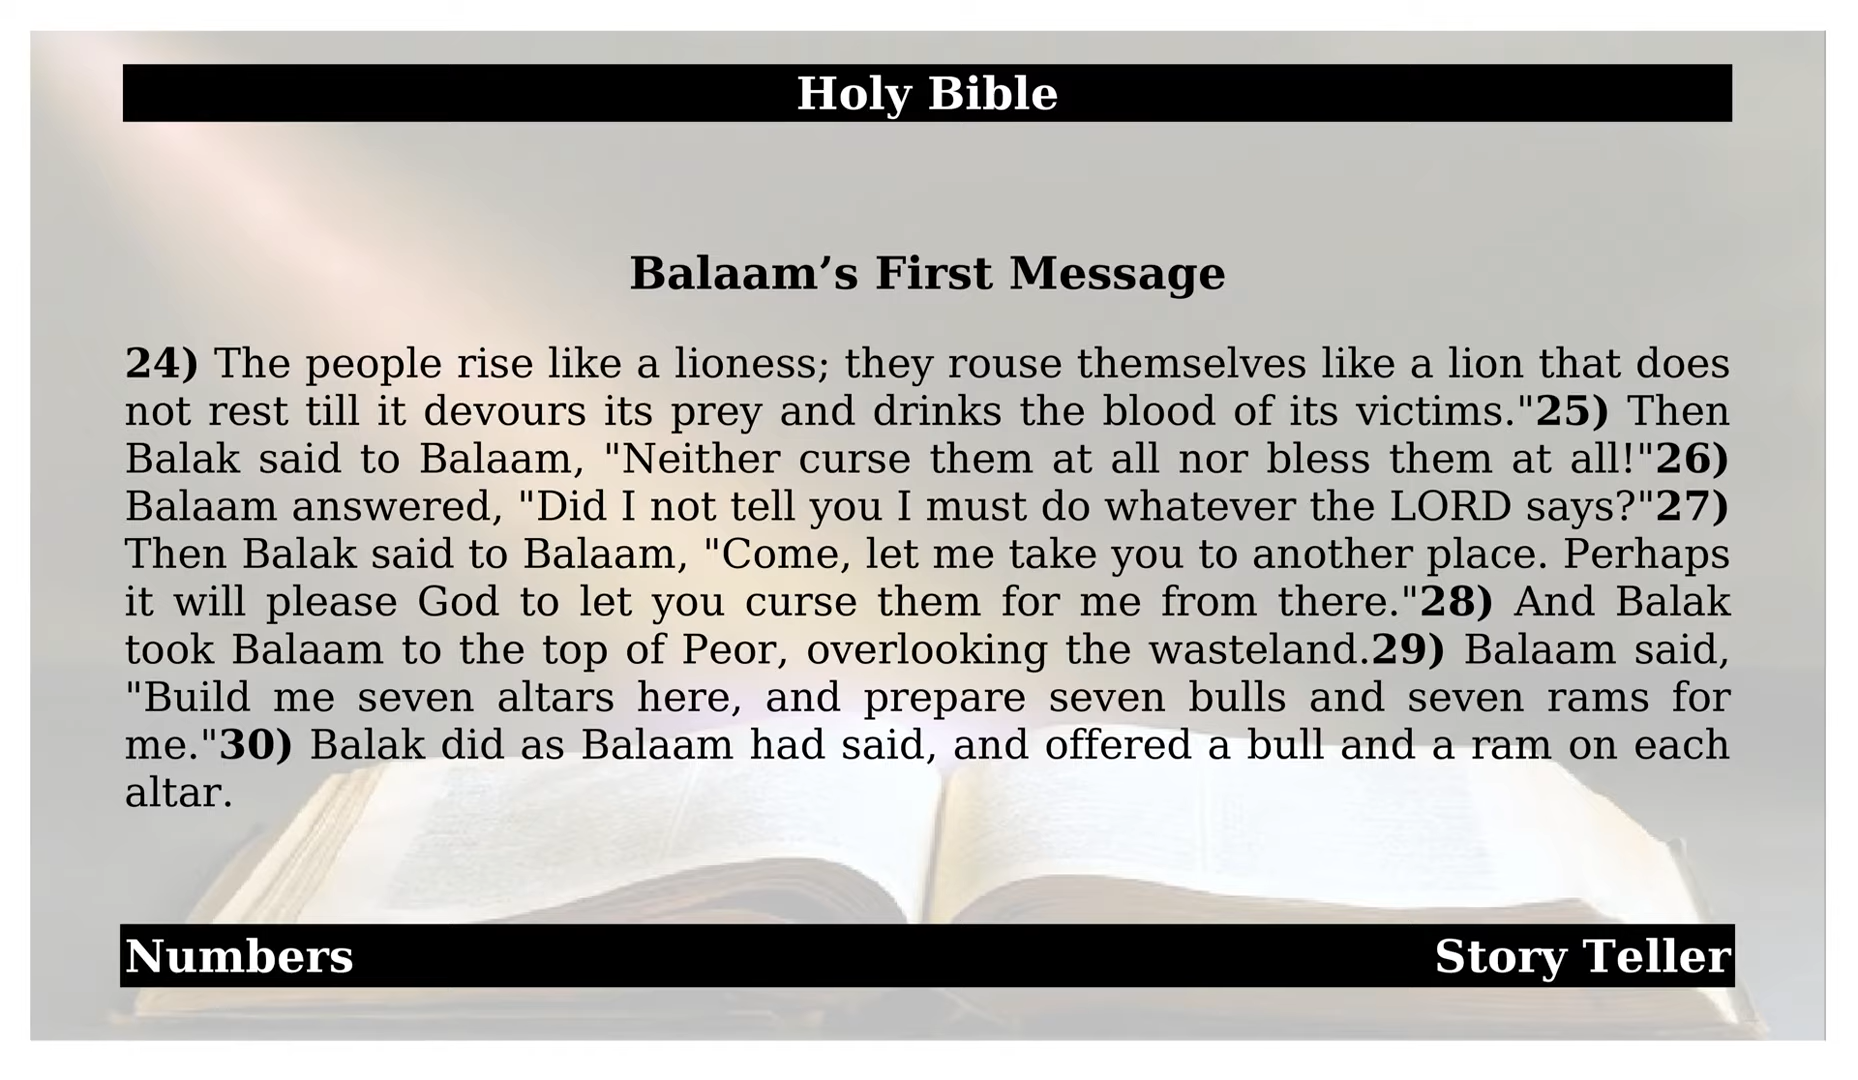 Holy Bible
Balaam’s First Message
24) The people rise like a lioness; they rouse themselves like a lion that does
not rest till it devours its prey and drinks the blood of its victims."25) Then
Balak said to Balaam, "Neither curse them at all nor bless them at all!"26)
Balaam answered, "Did I not tell you I must do whatever the LORD says?"27)
Then Balak said to Balaam, "Come, let me take you to another place. Perhaps
it will please God to let you curse them for me from there."28) And Balak
took Balaam to the top of Peor, overlooking the wasteland.29) Balaam said,
"Build me seven altars here, and prepare seven bulls and seven rams for
me."30) Balak did as Balaam had said, and offered a bull and a ram on each
altar.
Numbers
Story Teller